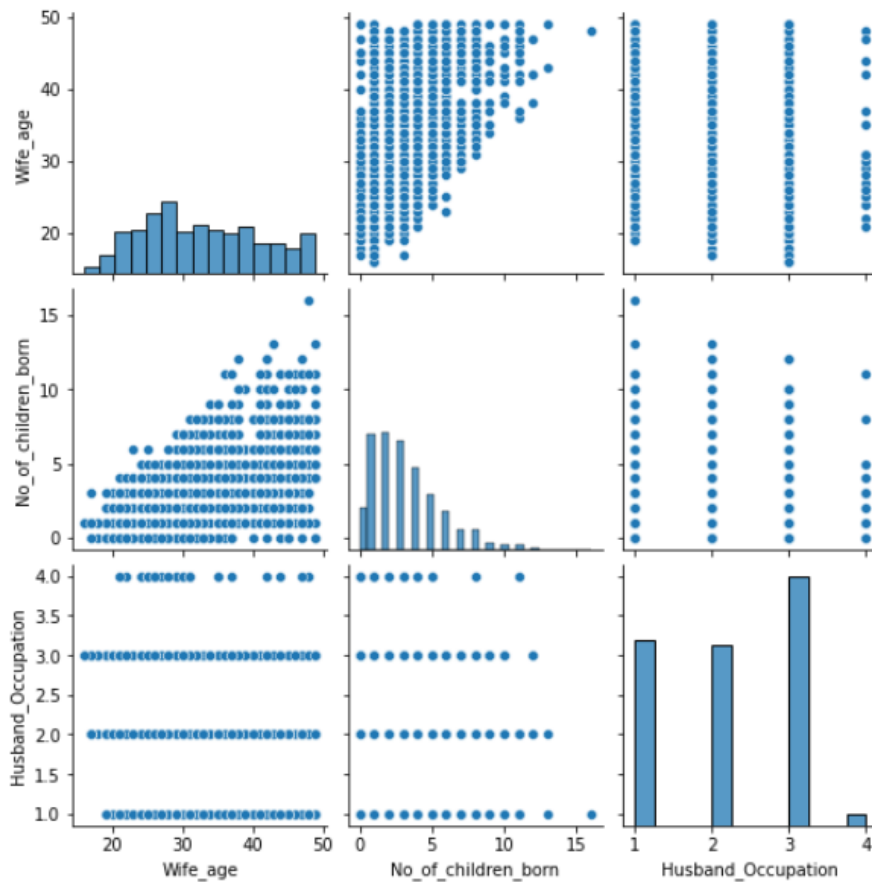 50
40
30
20
Wife_age
15
10
5
0
No_of_children_born
4.0
3.5
3.0
2.5
2.0
1.5
1.0
Husband_Occupation
20 30 40 50
Wife_age
0 5 10 15
No_of_children_born
1 2 3 4
Husband_Occupation